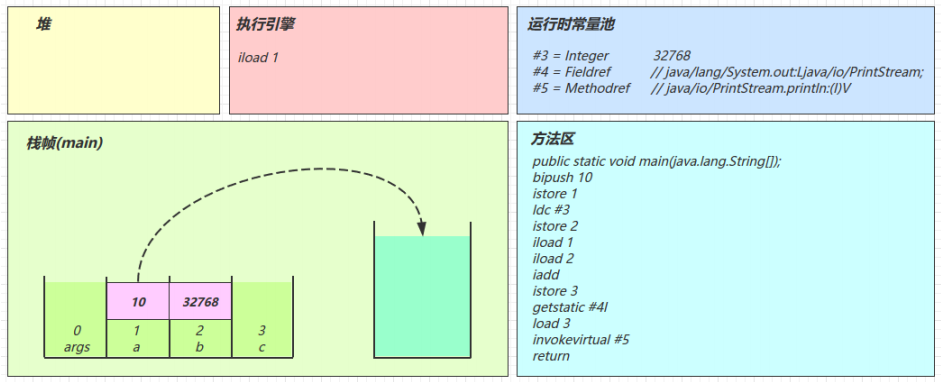 堆
执行引擎
iload 1
运行时常量池
#3 = Integer 32768
#4 = Fieldref // java/lang/System.out:Ljava/io/PrintStream;
#5 = Methodref // java/io/PrintStream.println:(I)V
栈帧(main)
10 32768
0 1 2 3
args a b c
方法区
public static void main(java.lang.String[]);
bipush 10
istore 1
ldc #3
istore 2
iload 1
iload 2
iadd
istore 3
getstatic #4l
load 3
invokevirtual #5
return